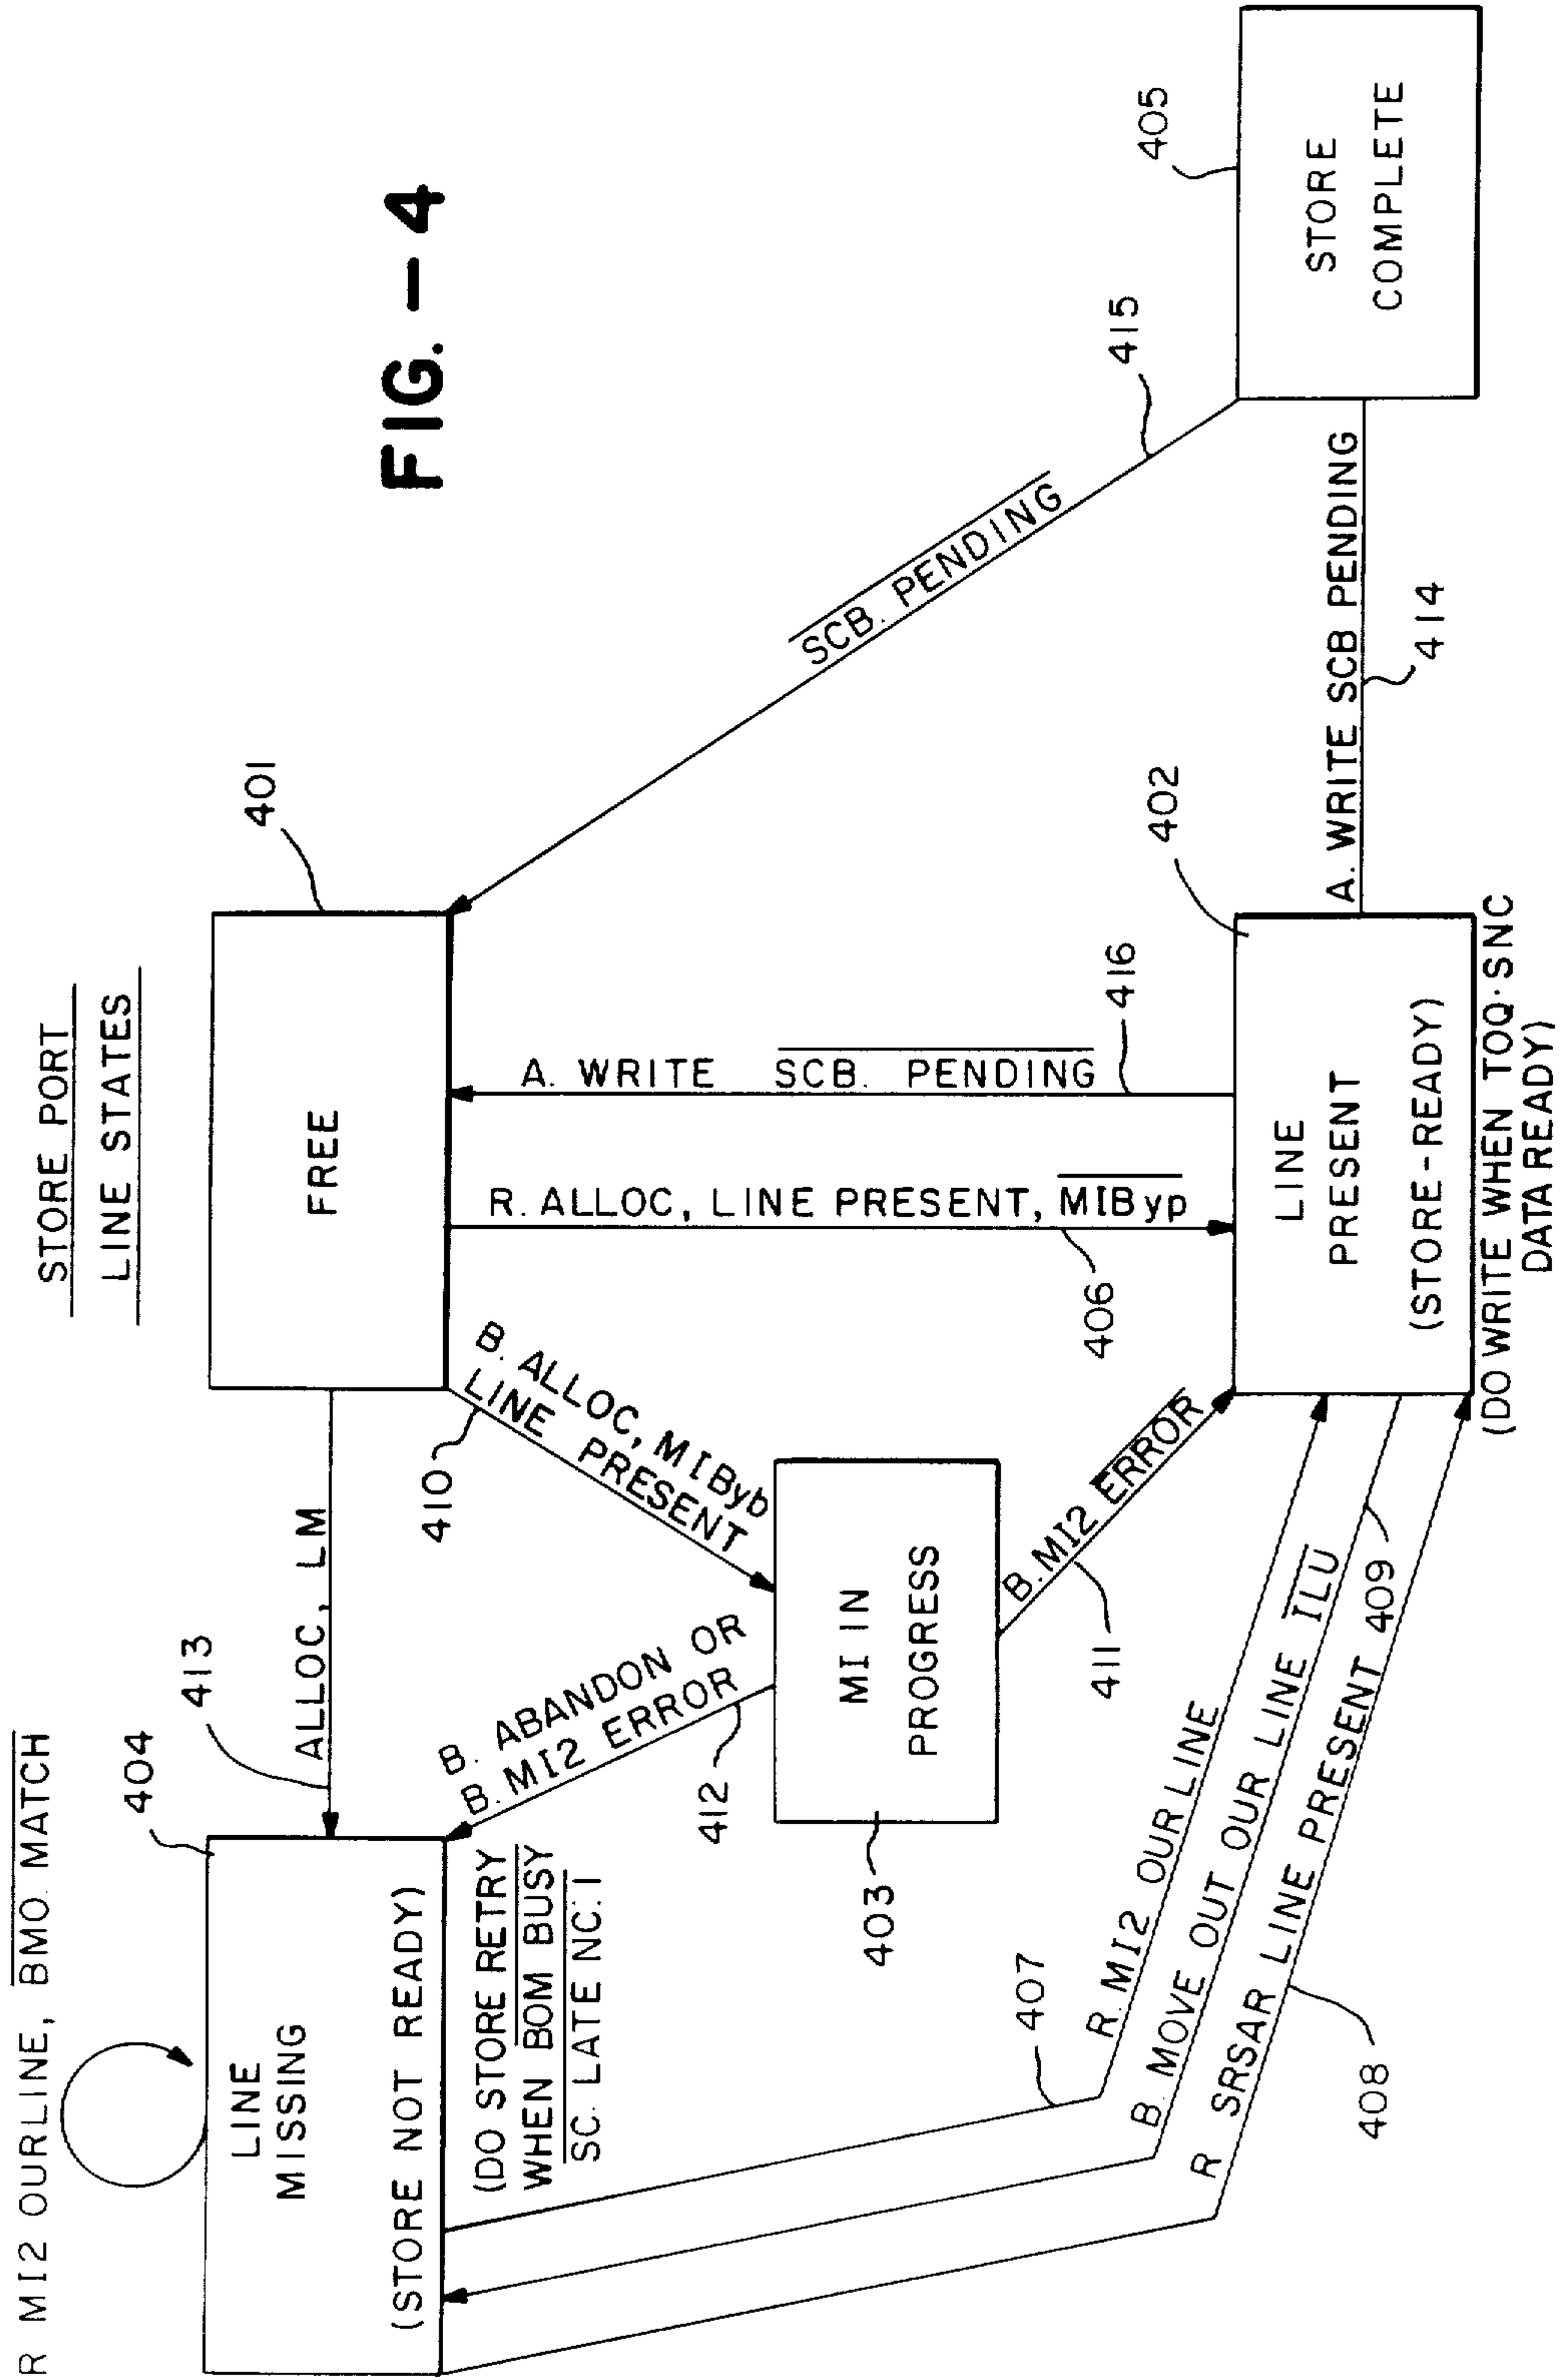 R MI2 OURLINE, BMO. MATCH
STORE PORT
LINE STATES
FIG. - 4
404
LINE
MISSING
(STORE NOT READY)
(DO STORE RETRY
WHEN BOM BUSY
SC. LATE NC.1
413
ALLOC, LM
401
FREE
410
B. ALLOC, MIByb
LINE PRESENT
B. ABANDON OR
B. MI2 ERROR
412
403
MI IN
PROGRESS
B. MI2 ERROR
411
R. ALLOC, LINE PRESENT, MIByp
406
A. WRITE SCB. PENDING
416
SCB. PENDING
415
405
STORE
COMPLETE
A. WRITE SCB PENDING
414
402
LINE
PRESENT
(STORE-READY)
(DO WRITE WHEN TOQ·SNC
DATA READY)
407
R. MI2 OUR LINE
B. MOVE OUT OUR LINE ILU
409
R SRSAR LINE PRESENT
408